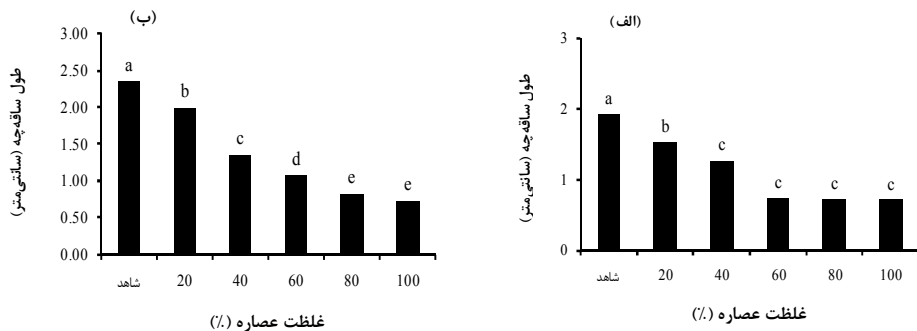 (الف)
طول ساقه‌چه (سانتی‌متر)
3
2
1
0
a
b
c
c
c
c
شاهد
20
40
60
80
100
غلظت عصاره (٪)
(ب)
طول ساقه‌چه (سانتی‌متر)
3.00
2.50
2.00
1.50
1.00
0.50
0.00
a
b
c
d
e
e
شاهد
20
40
60
80
100
غلظت عصاره (٪)